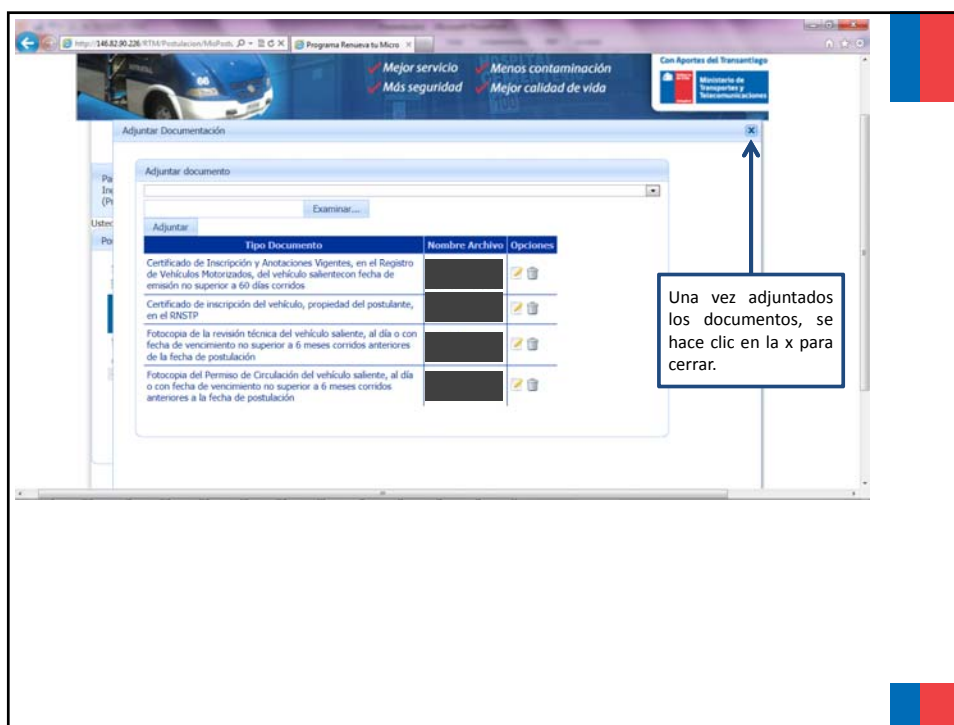 http://146.82.90.226/RTM/Postulacion/MisPosts
Programa Renueva tu Micro
Mejor servicio
Menos contaminación
Más seguridad
Mejor calidad de vida
66
Con Aportes del Transantiago
Ministerio de
Transportes y
Telecomunicaciones
Adjuntar Documentación
Adjuntar documento
Examinar...
Adjuntar
Tipo Documento Nombre Archivo Opciones
Certificado de Inscripción y Anotaciones Vigentes, en el Registro
de Vehículos Motorizados, del vehículo salientecon fecha de
emisión no superior a 60 días corridos
Certificado de inscripción del vehículo, propiedad del postulante,
en el RNSTP
Fotocopia de la revisión técnica del vehículo saliente, al día o con
fecha de vencimiento no superior a 6 meses corridos anteriores
de la fecha de postulación
Fotocopia del Permiso de Circulación del vehículo saliente, al día
o con fecha de vencimiento no superior a 6 meses corridos
anteriores a la fecha de postulación
Una vez adjuntados
los documentos, se
hace clic en la x para
cerrar.